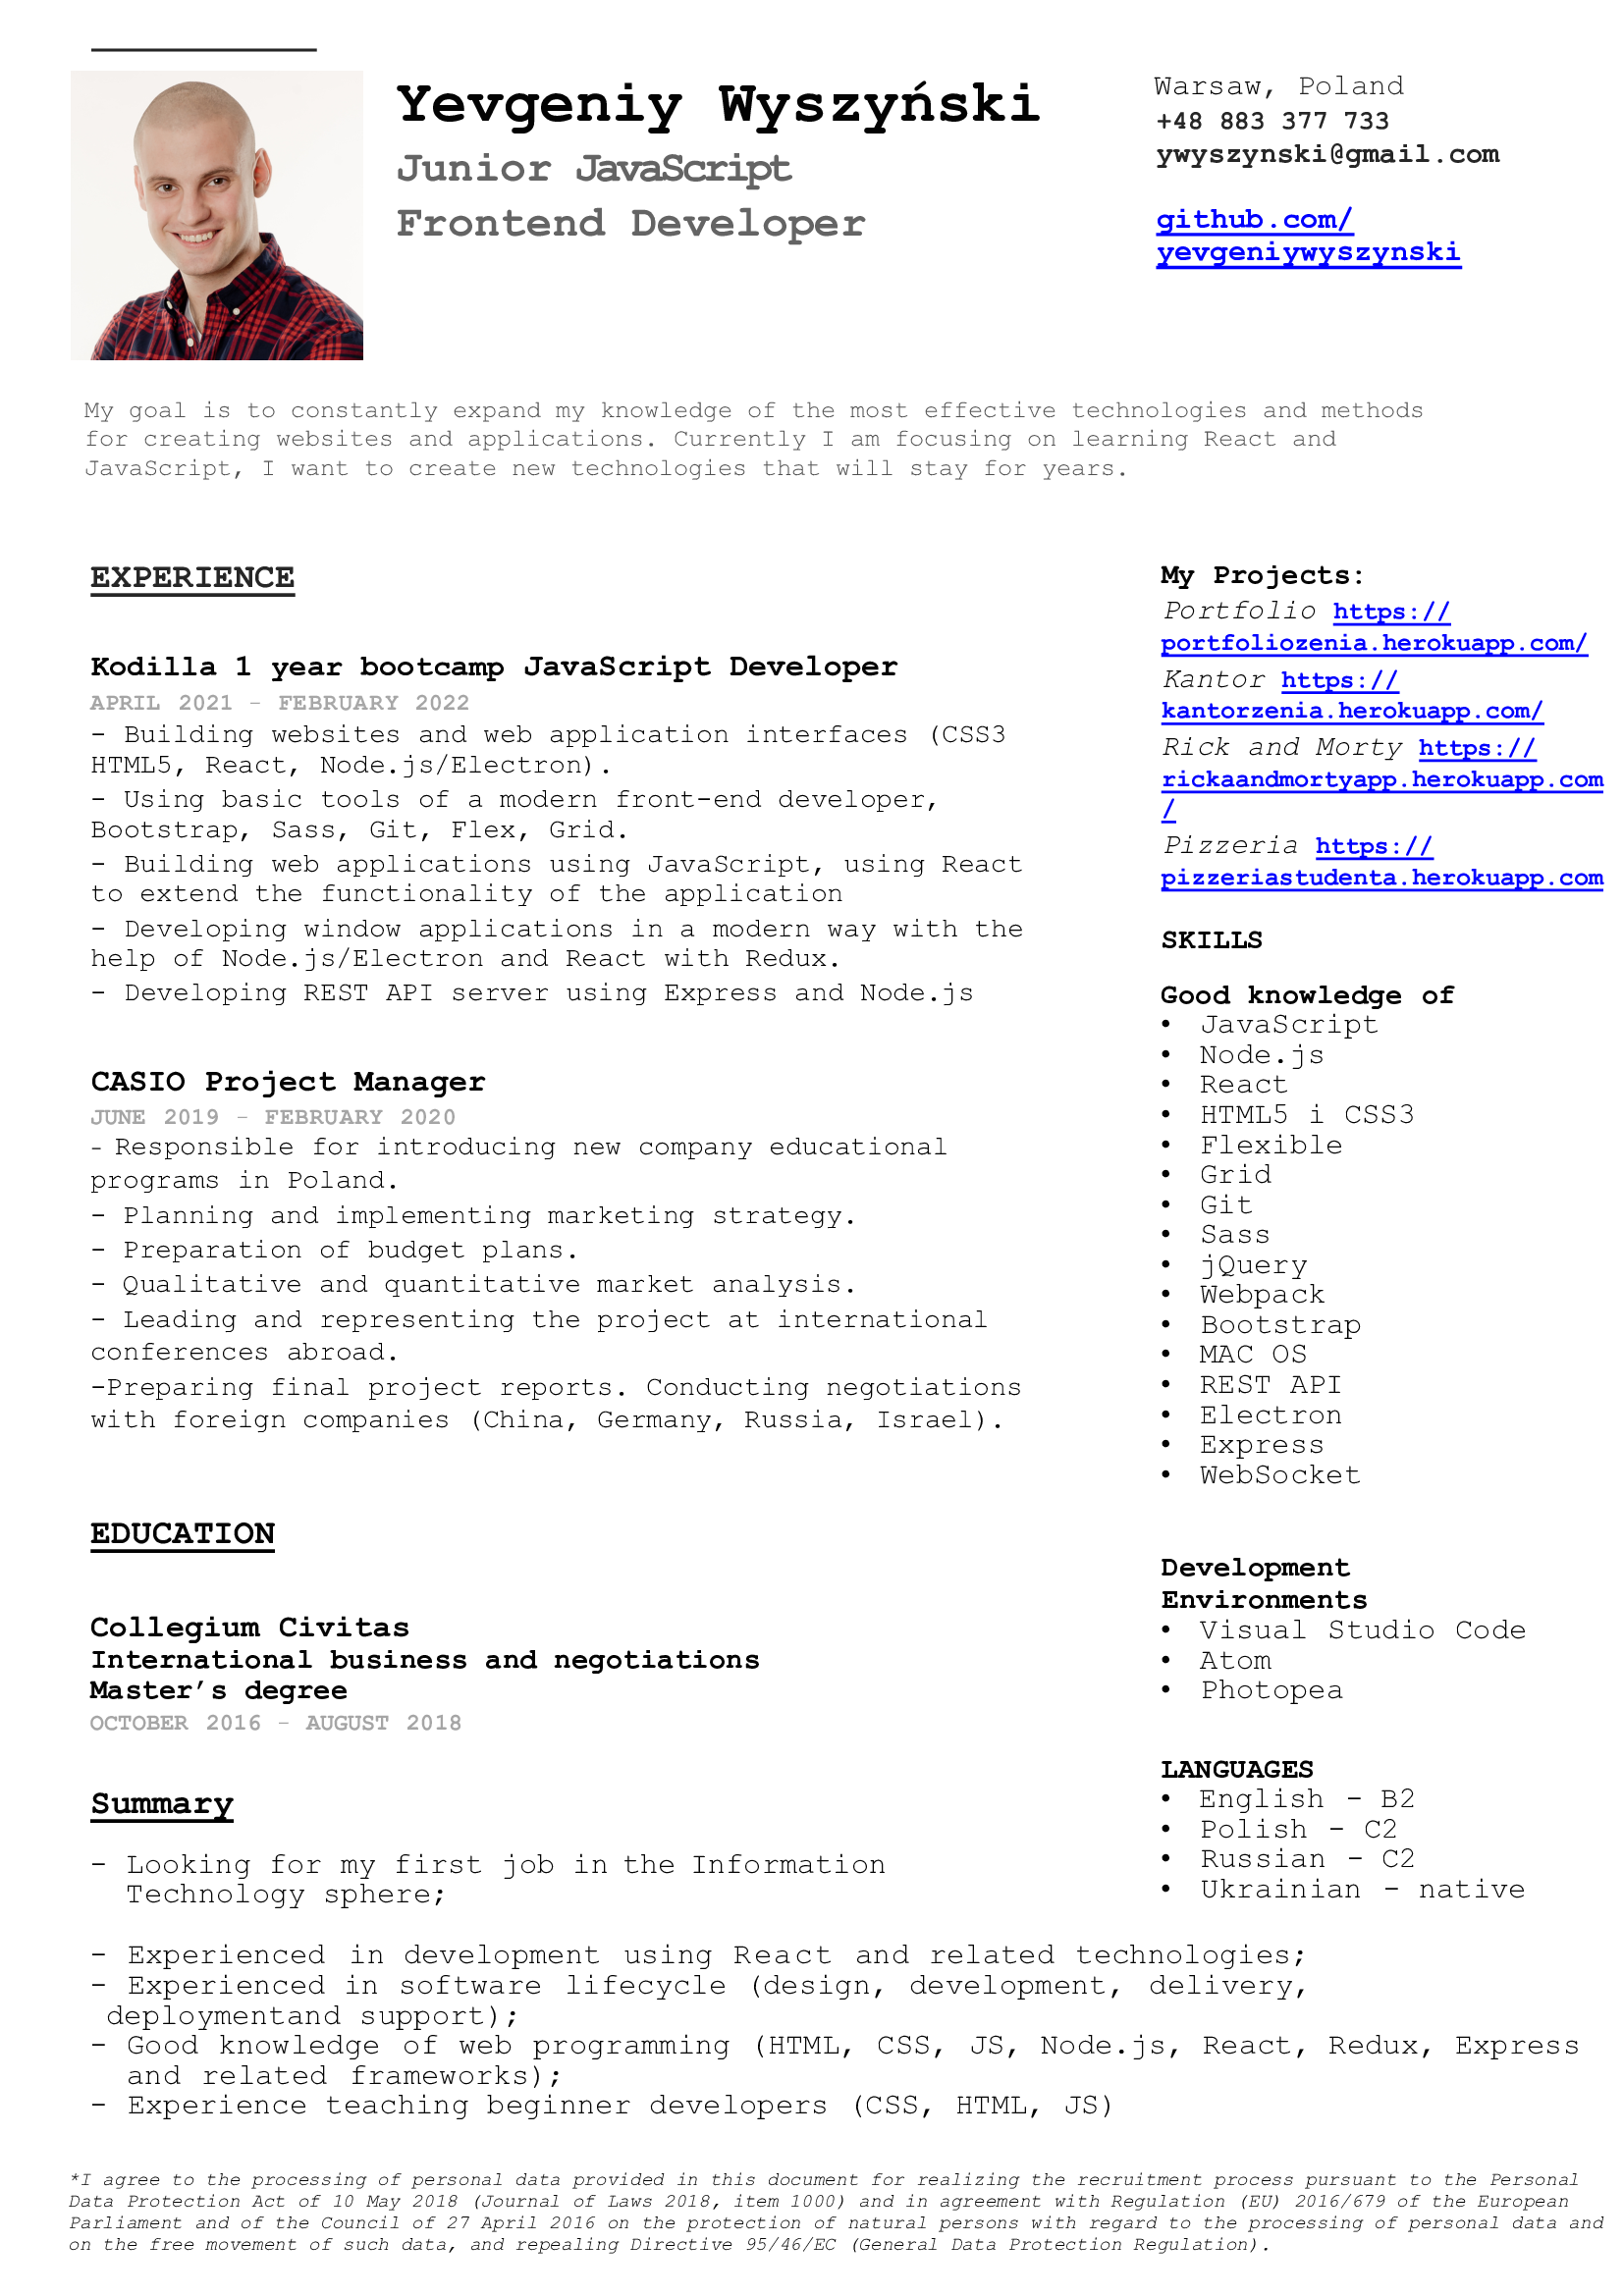 Yevgeniy Wyszyński
Junior JavaScript
Frontend Developer
Warsaw, Poland
+48 883 377 733
ywyszynski@gmail.com
github.com/
yevgeniywyszynski
My goal is to constantly expand my knowledge of the most effective technologies and methods
for creating websites and applications. Currently I am focusing on learning React and
JavaScript, I want to create new technologies that will stay for years.
EXPERIENCE
Kodilla 1 year bootcamp JavaScript Developer
APRIL 2021 - FEBRUARY 2022
- Building websites and web application interfaces (CSS3
HTML5, React, Node.js/Electron).
- Using basic tools of a modern front-end developer,
Bootstrap, Sass, Git, Flex, Grid.
- Building web applications using JavaScript, using React
to extend the functionality of the application
- Developing window applications in a modern way with the
help of Node.js/Electron and React with Redux.
- Developing REST API server using Express and Node.js
CASIO Project Manager
JUNE 2019 - FEBRUARY 2020
- Responsible for introducing new company educational
programs in Poland.
- Planning and implementing marketing strategy.
- Preparation of budget plans.
- Qualitative and quantitative market analysis.
- Leading and representing the project at international
conferences abroad.
-Preparing final project reports. Conducting negotiations
with foreign companies (China, Germany, Russia, Israel).
EDUCATION
Collegium Civitas
International business and negotiations
Master’s degree
OCTOBER 2016 - AUGUST 2018
My Projects:
Portfolio https://
portfoliozenia.herokuapp.com/
Kantor https://
kantorzenia.herokuapp.com/
Rick and Morty https://
rickaandmortyapp.herokuapp.com
/
Pizzeria https://
pizzeriastudenta.herokuapp.com
SKILLS
Good knowledge of
• JavaScript
• Node.js
• React
• HTML5 i CSS3
• Flexible
• Grid
• Git
• Sass
• jQuery
• Webpack
• Bootstrap
• MAC OS
• REST API
• Electron
• Express
• WebSocket
Development
Environments
• Visual Studio Code
• Atom
• Photopea
LANGUAGES
• English - B2
• Polish - C2
• Russian - C2
• Ukrainian - native
Summary
- Looking for my first job in the Information
Technology sphere;
- Experienced in development using React and related technologies;
- Experienced in software lifecycle (design, development, delivery,
deploymentand support);
- Good knowledge of web programming (HTML, CSS, JS, Node.js, React, Redux, Express
and related frameworks);
- Experience teaching beginner developers (CSS, HTML, JS)
*I agree to the processing of personal data provided in this document for realizing the recruitment process pursuant to the Personal
Data Protection Act of 10 May 2018 (Journal of Laws 2018, item 1000) and in agreement with Regulation (EU) 2016/679 of the European
Parliament and of the Council of 27 April 2016 on the protection of natural persons with regard to the processing of personal data and
on the free movement of such data, and repealing Directive 95/46/EC (General Data Protection Regulation).